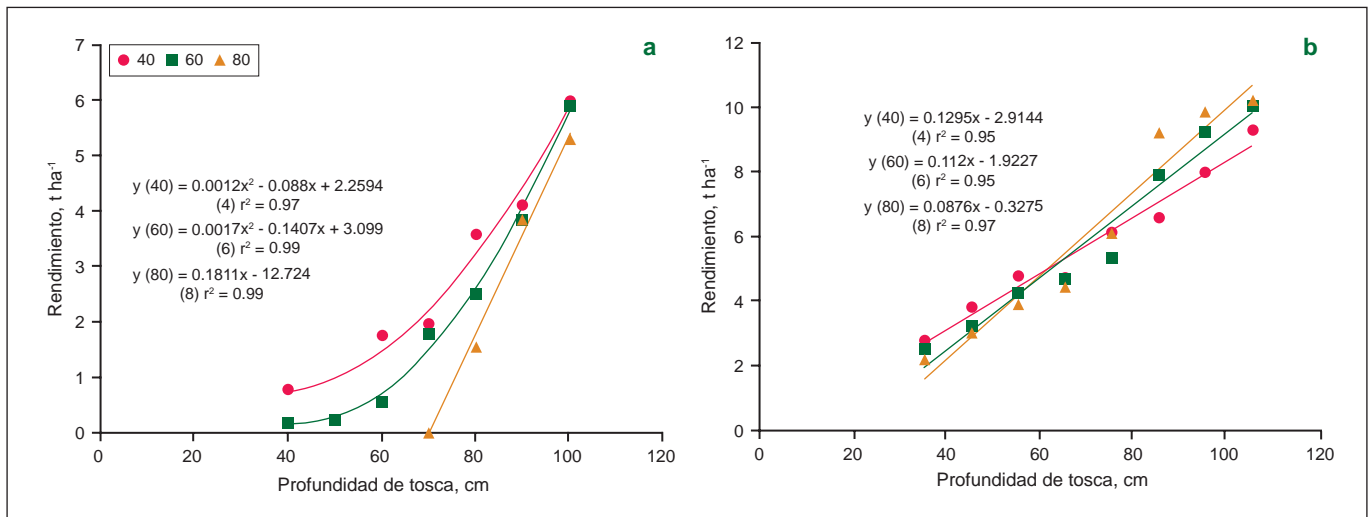 a
40 60 80
y (40) = 0.0012x² - 0.088x + 2.2594
(4) r² = 0.97
y (60) = 0.0017x² - 0.1407x + 3.099
(6) r² = 0.99
y (80) = 0.1811x - 12.724
(8) r² = 0.99
Rendimiento, t ha⁻¹
7
6
5
4
3
2
1
0
0 20 40 60 80 100 120
Profundidad de tosca, cm
b
y (40) = 0.1295x - 2.9144
(4) r² = 0.95
y (60) = 0.112x - 1.9227
(6) r² = 0.95
y (80) = 0.0876x - 0.3275
(8) r² = 0.97
Rendimiento, t ha⁻¹
12
10
8
6
4
2
0
0 20 40 60 80 100 120
Profundidad de tosca, cm